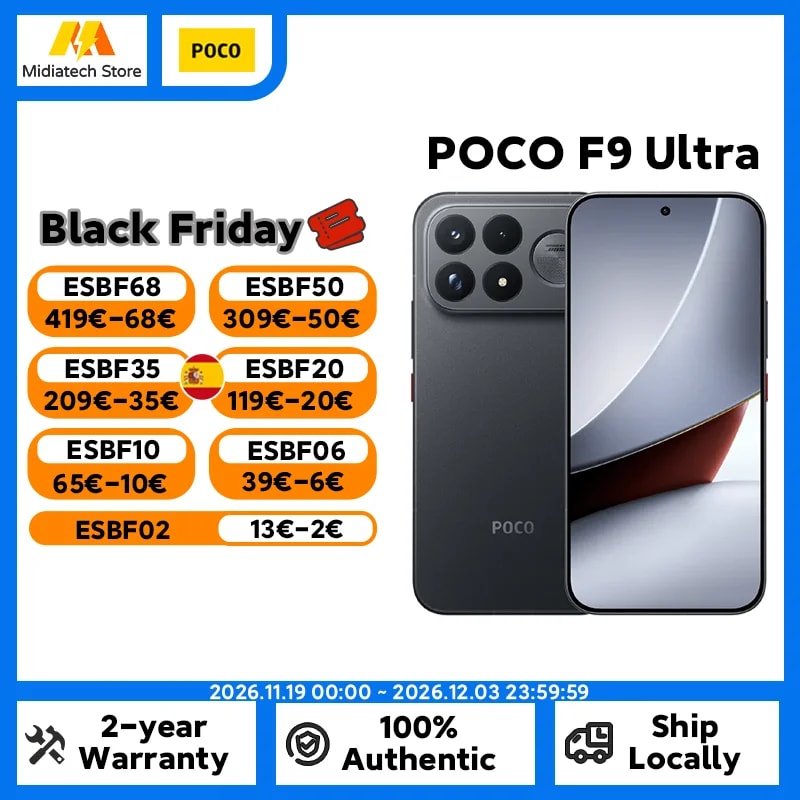 Midiatech Store
POCO
POCO F9 Ultra
Black Friday
ESBF68
419€-68€
ESBF50
309€-50€
ESBF35
209€-35€
ESBF20
119€-20€
ESBF10
65€-10€
ESBF06
39€-6€
ESBF02
13€-2€
POCO
2026.11.19 00:00 ~ 2026.12.03 23:59:59
2-year
Warranty
100%
Authentic
Ship
Locally